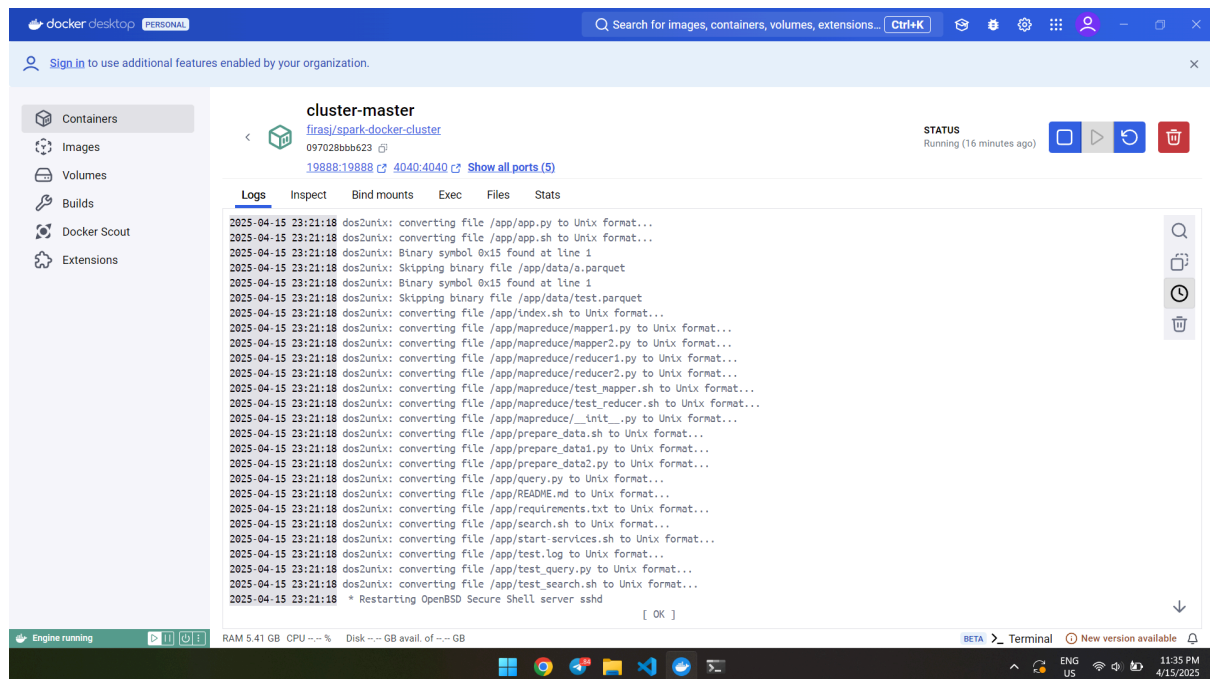 docker desktop PERSONAL
Search for images, containers, volumes, extensions... Ctrl+K
Sign in to use additional features enabled by your organization.
Containers
Images
Volumes
Builds
Docker Scout
Extensions
cluster-master
firasj/spark-docker-cluster
097028bbb623
19888:19888 4040:4040 Show all ports (5)
STATUS
Running (16 minutes ago)
Logs Inspect Bind mounts Exec Files Stats
2025-04-15 23:21:18 dos2unix: converting file /app/app.py to Unix format...
2025-04-15 23:21:18 dos2unix: converting file /app/app.sh to Unix format...
2025-04-15 23:21:18 dos2unix: Binary symbol 0x15 found at line 1
2025-04-15 23:21:18 dos2unix: Skipping binary file /app/data/a.parquet
2025-04-15 23:21:18 dos2unix: Binary symbol 0x15 found at line 1
2025-04-15 23:21:18 dos2unix: Skipping binary file /app/data/test.parquet
2025-04-15 23:21:18 dos2unix: converting file /app/index.sh to Unix format...
2025-04-15 23:21:18 dos2unix: converting file /app/mapreduce/mapper1.py to Unix format...
2025-04-15 23:21:18 dos2unix: converting file /app/mapreduce/mapper2.py to Unix format...
2025-04-15 23:21:18 dos2unix: converting file /app/mapreduce/reducer1.py to Unix format...
2025-04-15 23:21:18 dos2unix: converting file /app/mapreduce/reducer2.py to Unix format...
2025-04-15 23:21:18 dos2unix: converting file /app/mapreduce/test_mapper.sh to Unix format...
2025-04-15 23:21:18 dos2unix: converting file /app/mapreduce/test_reducer.sh to Unix format...
2025-04-15 23:21:18 dos2unix: converting file /app/mapreduce/__init__.py to Unix format...
2025-04-15 23:21:18 dos2unix: converting file /app/prepare_data.sh to Unix format...
2025-04-15 23:21:18 dos2unix: converting file /app/prepare_data1.py to Unix format...
2025-04-15 23:21:18 dos2unix: converting file /app/prepare_data2.py to Unix format...
2025-04-15 23:21:18 dos2unix: converting file /app/query.py to Unix format...
2025-04-15 23:21:18 dos2unix: converting file /app/README.md to Unix format...
2025-04-15 23:21:18 dos2unix: converting file /app/requirements.txt to Unix format...
2025-04-15 23:21:18 dos2unix: converting file /app/search.sh to Unix format...
2025-04-15 23:21:18 dos2unix: converting file /app/start-services.sh to Unix format...
2025-04-15 23:21:18 dos2unix: converting file /app/test.log to Unix format...
2025-04-15 23:21:18 dos2unix: converting file /app/test_query.py to Unix format...
2025-04-15 23:21:18 dos2unix: converting file /app/test_search.sh to Unix format...
2025-04-15 23:21:18 * Restarting OpenBSD Secure Shell server sshd
[ OK ]
Engine running
RAM 5.41 GB CPU --.-- % Disk --.-- GB avail. of --.-- GB
BETA Terminal New version available
ENG
US
11:35 PM
4/15/2025